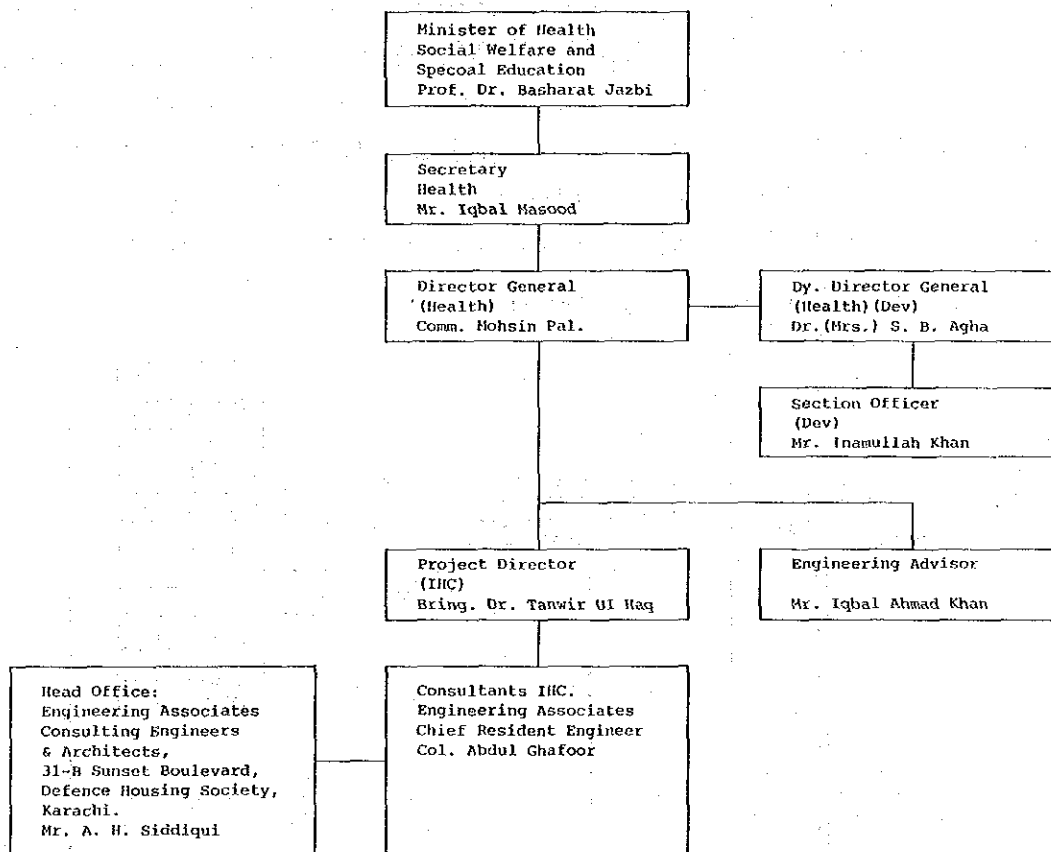 Minister of Health
Social Welfare and
Specoal Education
Prof. Dr. Basharat Jazbi
Secretary
Health
Mr. Iqbal Masood
Director General
(Health)
Comm. Mohsin Pal.
Dy. Director General
(Health)(Dev)
Dr.(Mrs.) S. B. Agha
Section Officer
(Dev)
Mr. Inamullah Khan
Project Director
(IHC)
Bring. Dr. Tanwir Ul Haq
Engineering Advisor
Mr. Iqbal Ahmad Khan
Head Office:
Engineering Associates
Consulting Engineers
& Architects,
31-B Sunset Boulevard,
Defence Housing Society,
Karachi.
Mr. A. H. Siddiqui
Consultants IHC.
Engineering Associates
Chief Resident Engineer
Col. Abdul Ghafoor